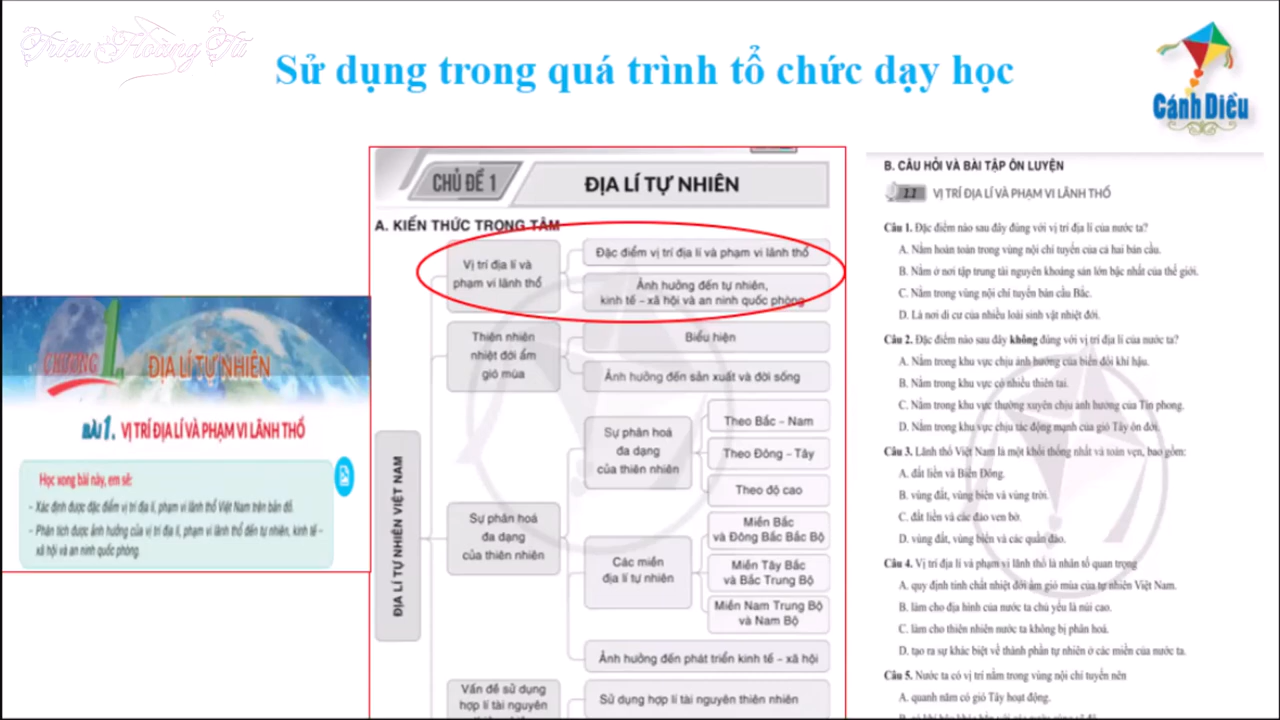 Triệu Hoàng Tú
Sử dụng trong quá trình tổ chức dạy học
Cánh Diều
CHƯƠNG 1. ĐỊA LÍ TỰ NHIÊN
BÀI 1. VỊ TRÍ ĐỊA LÍ VÀ PHẠM VI LÃNH THỔ
Học xong bài này, em sẽ:
- Xác định được đặc điểm vị trí địa lí, phạm vi lãnh thổ Việt Nam trên bản đồ.
- Phân tích được ảnh hưởng của vị trí địa lí, phạm vi lãnh thổ đến tự nhiên, kinh tế –
xã hội và an ninh quốc phòng.
CHỦ ĐỀ 1
ĐỊA LÍ TỰ NHIÊN
A. KIẾN THỨC TRỌNG TÂM
ĐỊA LÍ TỰ NHIÊN VIỆT NAM
Vị trí địa lí và
phạm vi lãnh thổ
Đặc điểm vị trí địa lí và phạm vi lãnh thổ
Ảnh hưởng đến tự nhiên,
kinh tế – xã hội và an ninh quốc phòng
Thiên nhiên
nhiệt đới ẩm
gió mùa
Biểu hiện
Ảnh hưởng đến sản xuất và đời sống
Sự phân hoá
đa dạng
của thiên nhiên
Sự phân hoá
đa dạng
của thiên nhiên
Theo Bắc – Nam
Theo Đông – Tây
Theo độ cao
Các miền
địa lí tự nhiên
Miền Bắc
và Đông Bắc Bắc Bộ
Miền Tây Bắc
và Bắc Trung Bộ
Miền Nam Trung Bộ
và Nam Bộ
Ảnh hưởng đến phát triển kinh tế – xã hội
Vấn đề sử dụng
hợp lí tài nguyên
Sử dụng hợp lí tài nguyên thiên nhiên
B. CÂU HỎI VÀ BÀI TẬP ÔN LUYỆN
1.1 VỊ TRÍ ĐỊA LÍ VÀ PHẠM VI LÃNH THỔ
Câu 1. Đặc điểm nào sau đây đúng với vị trí địa lí của nước ta?
A. Nằm hoàn toàn trong vùng nội chí tuyến của cả hai bán cầu.
B. Nằm ở nơi tập trung tài nguyên khoáng sản lớn bậc nhất của thế giới.
C. Nằm trong vùng nội chí tuyến bán cầu Bắc.
D. Là nơi di cư của nhiều loài sinh vật nhiệt đới.
Câu 2. Đặc điểm nào sau đây không đúng với vị trí địa lí của nước ta?
A. Nằm trong khu vực chịu ảnh hưởng của biến đổi khí hậu.
B. Nằm trong khu vực có nhiều thiên tai.
C. Nằm trong khu vực thường xuyên chịu ảnh hưởng của Tín phong.
D. Nằm trong khu vực chịu tác động mạnh của gió Tây ôn đới.
Câu 3. Lãnh thổ Việt Nam là một khối thống nhất và toàn vẹn, bao gồm:
A. đất liền và Biển Đông.
B. vùng đất, vùng biển và vùng trời.
C. đất liền và các đảo ven bờ.
D. vùng đất, vùng biển và các quần đảo.
Câu 4. Vị trí địa lí và phạm vi lãnh thổ là nhân tố quan trọng
A. quy định tính chất nhiệt đới ẩm gió mùa của tự nhiên Việt Nam.
B. làm cho địa hình của nước ta chủ yếu là núi cao.
C. làm cho thiên nhiên nước ta không bị phân hoá.
D. tạo ra sự khác biệt về thành phần tự nhiên ở các miền của nước ta.
Câu 5. Nước ta có vị trí nằm trong vùng nội chí tuyến nên
A. quanh năm có gió Tây hoạt động.